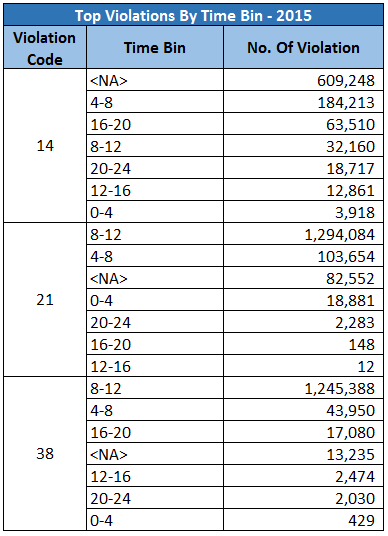 Top Violations By Time Bin - 2015
Violation Code Time Bin No. Of Violation
14 <NA> 609,248
4-8 184,213
16-20 63,510
8-12 32,160
20-24 18,717
12-16 12,861
0-4 3,918
21 8-12 1,294,084
4-8 103,654
<NA> 82,552
0-4 18,881
20-24 2,283
16-20 148
12-16 12
38 8-12 1,245,388
4-8 43,950
16-20 17,080
<NA> 13,235
12-16 2,474
20-24 2,030
0-4 429